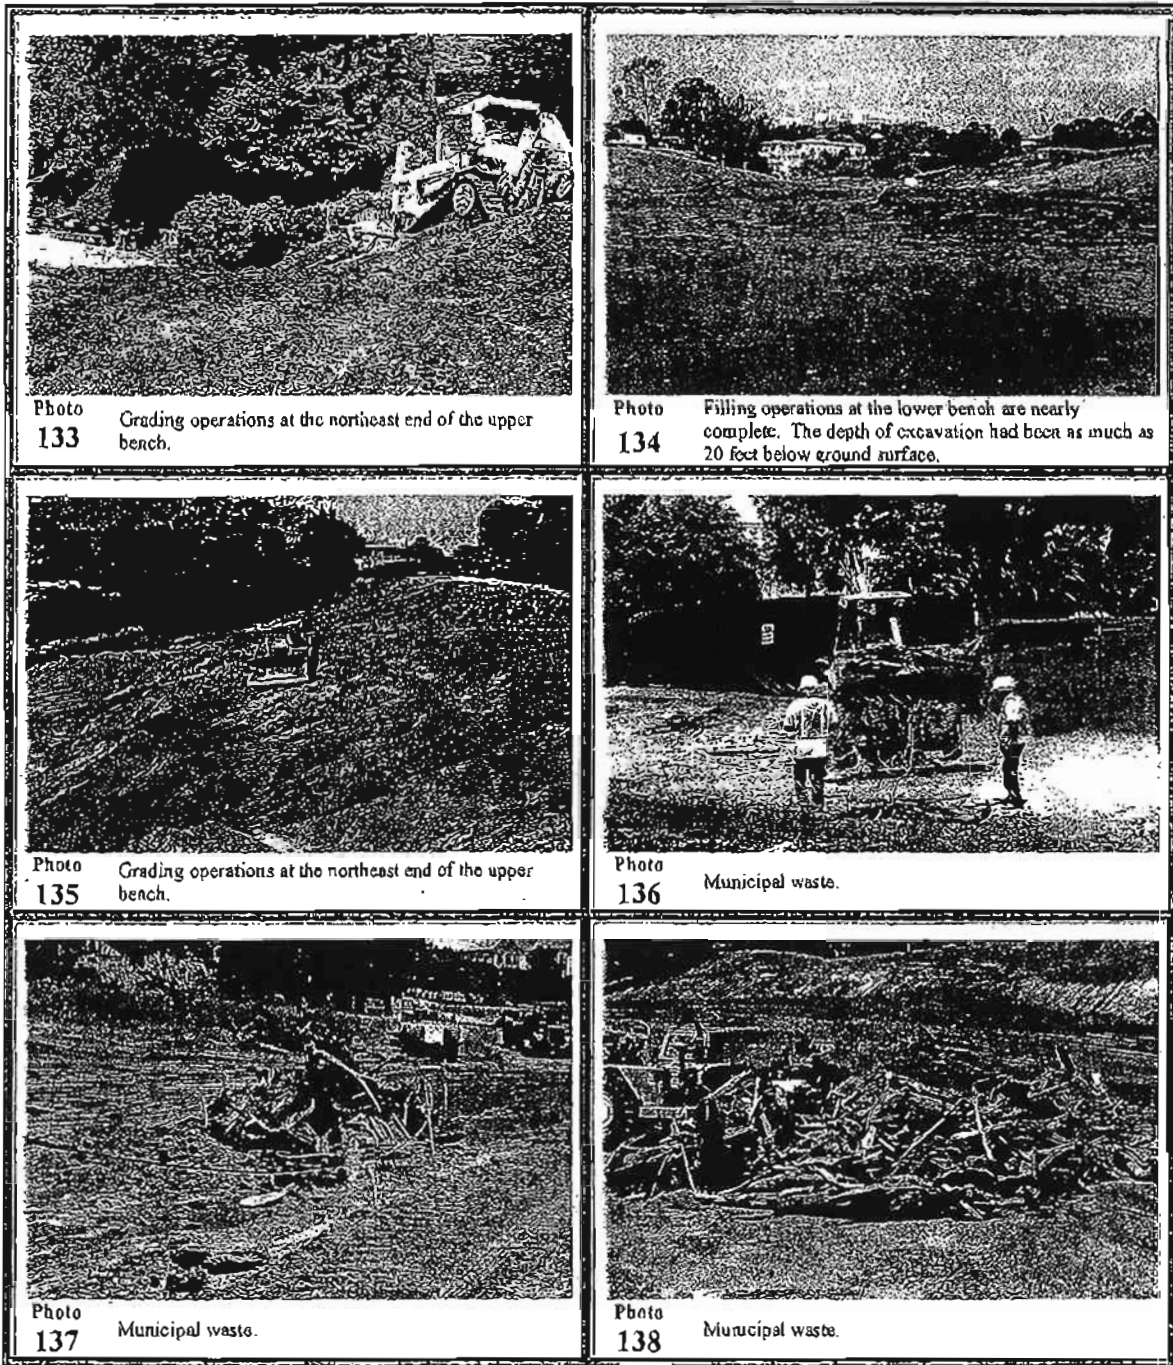 Photo
133
Grading operations at the northeast end of the upper
bench.
Photo
134
Filling operations at the lower bench are nearly
complete. The depth of excavation had been as much as
20 feet below ground surface.
Photo
135
Grading operations at the northeast end of the upper
bench.
Photo
136
Municipal waste.
Photo
137
Municipal waste.
Photo
138
Municipal waste.